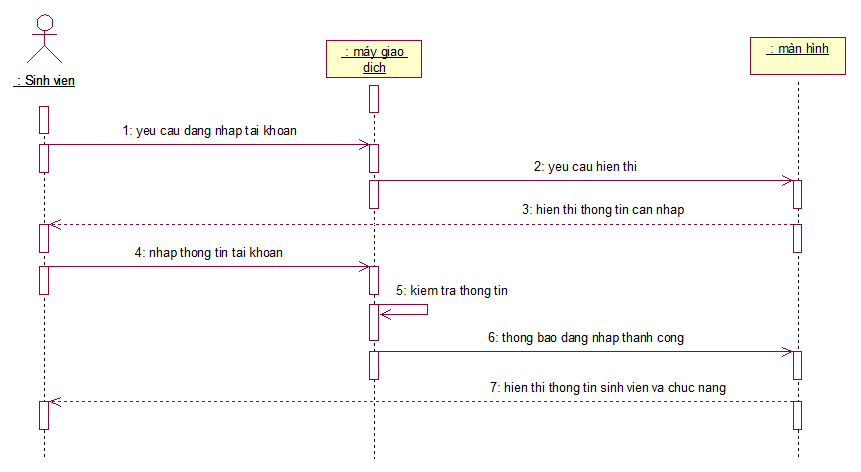 : máy giao
dich
: màn hình
: Sinh vien
1: yeu cau dang nhap tai khoan
2: yeu cau hien thi
3: hien thi thong tin can nhap
4: nhap thong tin tai khoan
5: kiem tra thong tin
6: thong bao dang nhap thanh cong
7: hien thi thong tin sinh vien va chuc nang